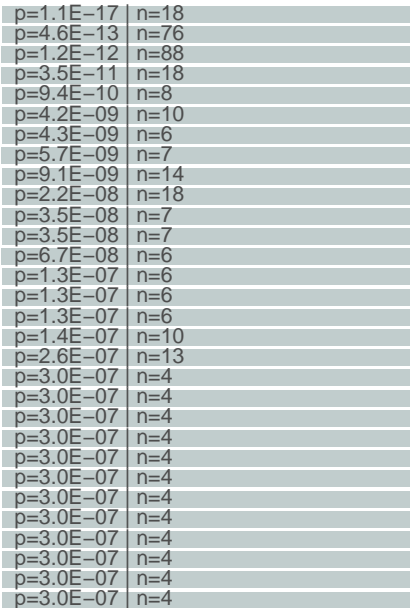 p=1.1E−17 | n=18
p=4.6E−13 | n=76
p=1.2E−12 | n=88
p=3.5E−11 | n=18
p=9.4E−10 | n=8
p=4.2E−09 | n=10
p=4.3E−09 | n=6
p=5.7E−09 | n=7
p=9.1E−09 | n=14
p=2.2E−08 | n=18
p=3.5E−08 | n=7
p=3.5E−08 | n=7
p=6.7E−08 | n=6
p=1.3E−07 | n=6
p=1.3E−07 | n=6
p=1.3E−07 | n=6
p=1.4E−07 | n=10
p=2.6E−07 | n=13
p=3.0E−07 | n=4
p=3.0E−07 | n=4
p=3.0E−07 | n=4
p=3.0E−07 | n=4
p=3.0E−07 | n=4
p=3.0E−07 | n=4
p=3.0E−07 | n=4
p=3.0E−07 | n=4
p=3.0E−07 | n=4
p=3.0E−07 | n=4
p=3.0E−07 | n=4
p=3.0E−07 | n=4